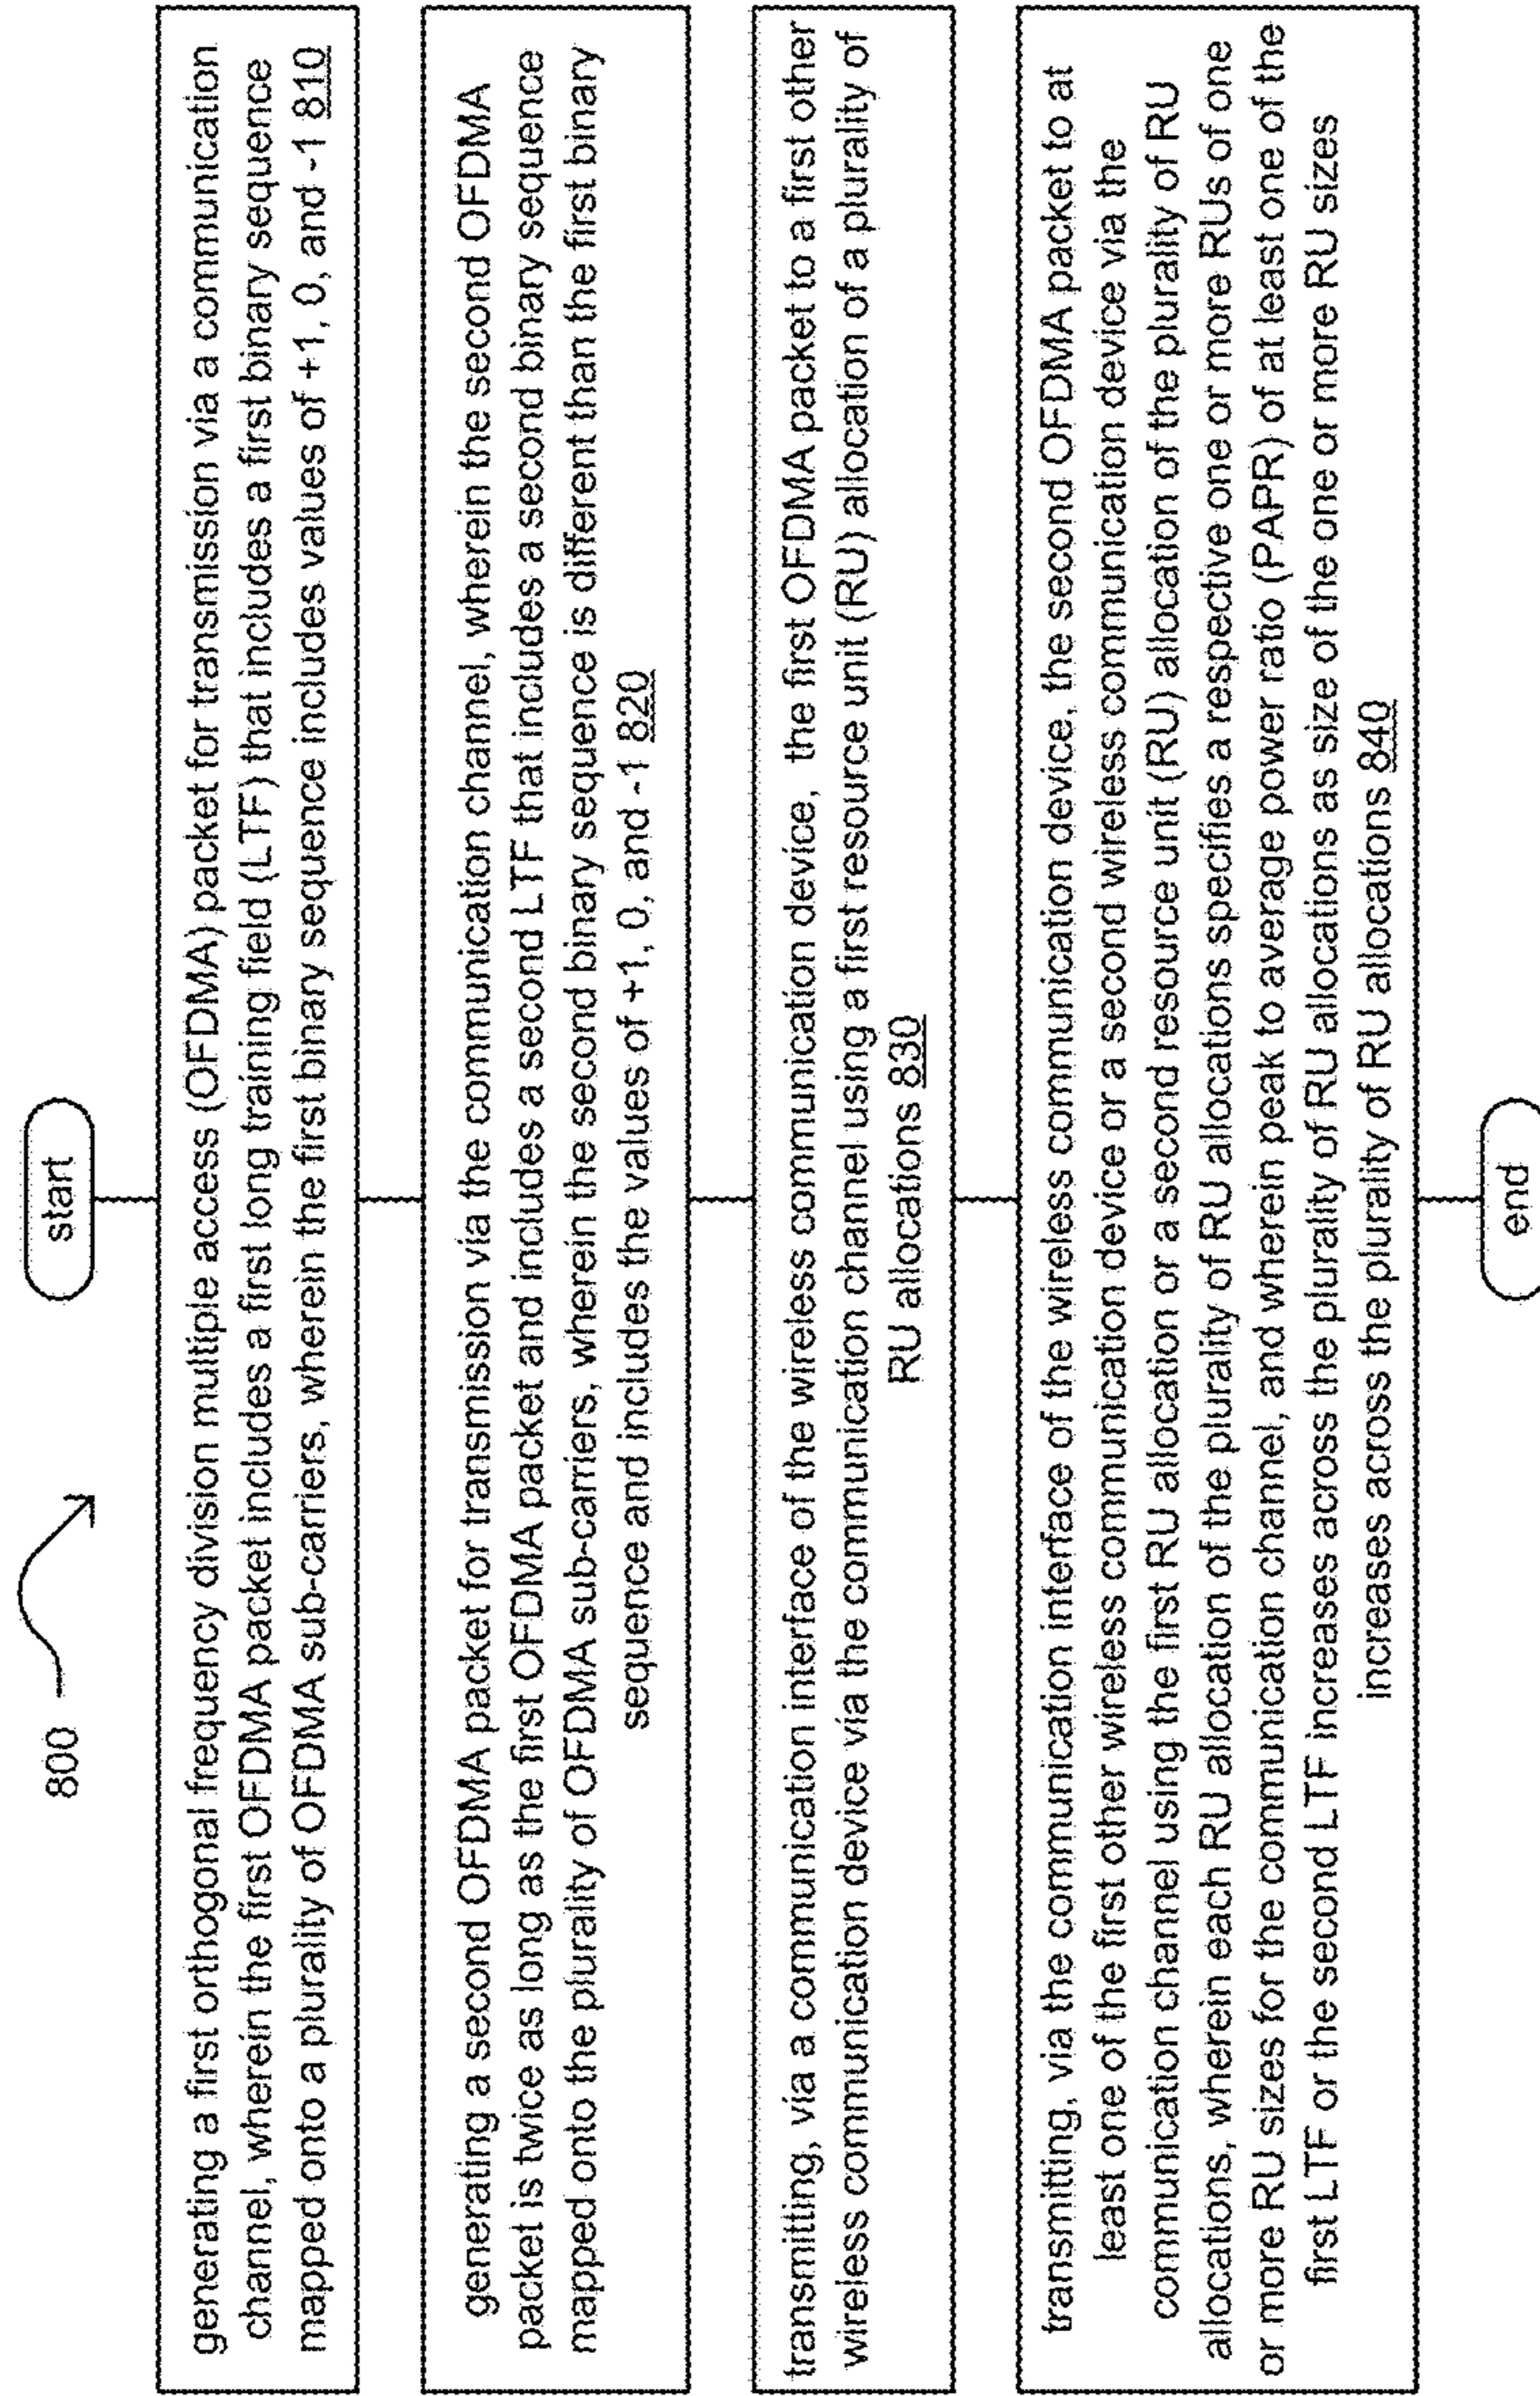 800
start
generating a first orthogonal frequency division multiple access (OFDMA) packet for transmission via a communication
channel, wherein the first OFDMA packet includes a first long training field (LTF) that includes a first binary sequence
mapped onto a plurality of OFDMA sub-carriers, wherein the first binary sequence includes values of +1, 0, and -1 810
generating a second OFDMA packet for transmission via the communication channel, wherein the second OFDMA
packet is twice as long as the first OFDMA packet and includes a second LTF that includes a second binary sequence
mapped onto the plurality of OFDMA sub-carriers, wherein the second binary sequence is different than the first binary
sequence and includes the values of +1, 0, and -1 820
transmitting, via a communication interface of the wireless communication device, the first OFDMA packet to a first other
wireless communication device via the communication channel using a first resource unit (RU) allocation of a plurality of
RU allocations 830
transmitting, via the communication interface of the wireless communication device, the second OFDMA packet to at
least one of the first other wireless communication device or a second wireless communication device via the
communication channel using the first RU allocation or a second resource unit (RU) allocation of the plurality of RU
allocations, wherein each RU allocation of the plurality of RU allocations specifies a respective one or more RUs of one
or more RU sizes for the communication channel, and wherein peak to average power ratio (PAPR) of at least one of the
first LTF or the second LTF increases across the plurality of RU allocations as size of the one or more RU sizes
increases across the plurality of RU allocations 840
end